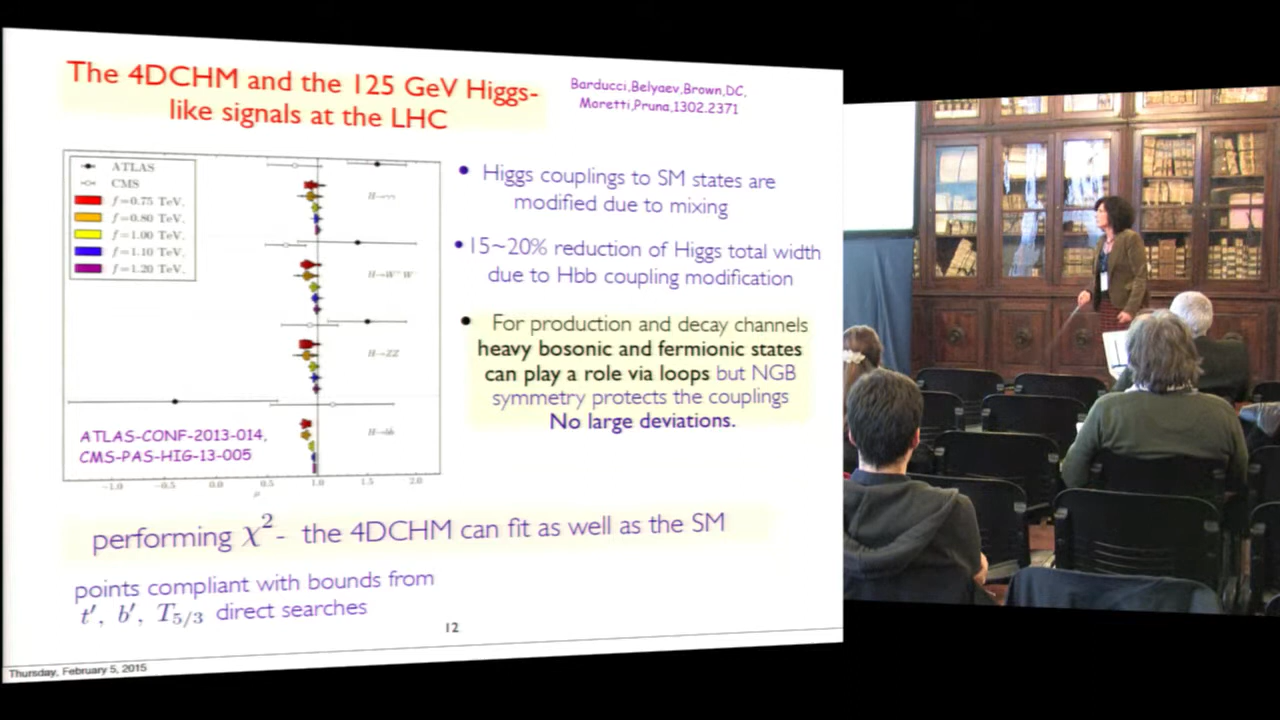 The 4DCHM and the 125 GeV Higgs-
like signals at the LHC
Barducci,Belyaev,Brown,DC,
Moretti,Pruna,1302.2371
ATLAS
CMS
f=0.75 TeV.
f=0.80 TeV.
f=1.00 TeV.
f=1.10 TeV.
f=1.20 TeV.
H→γγ
H→W⁺W⁻
H→ZZ
H→bb
ATLAS-CONF-2013-014,
CMS-PAS-HIG-13-005
-1.0 -0.5 0.0 0.5 1.0 1.5 2.0
μ
• Higgs couplings to SM states are
modified due to mixing
• 15~20% reduction of Higgs total width
due to Hbb coupling modification
• For production and decay channels
heavy bosonic and fermionic states
can play a role via loops but NGB
symmetry protects the couplings
No large deviations.
performing χ²- the 4DCHM can fit as well as the SM
points compliant with bounds from
t′, b′, T5/3 direct searches
12
Thursday, February 5, 2015